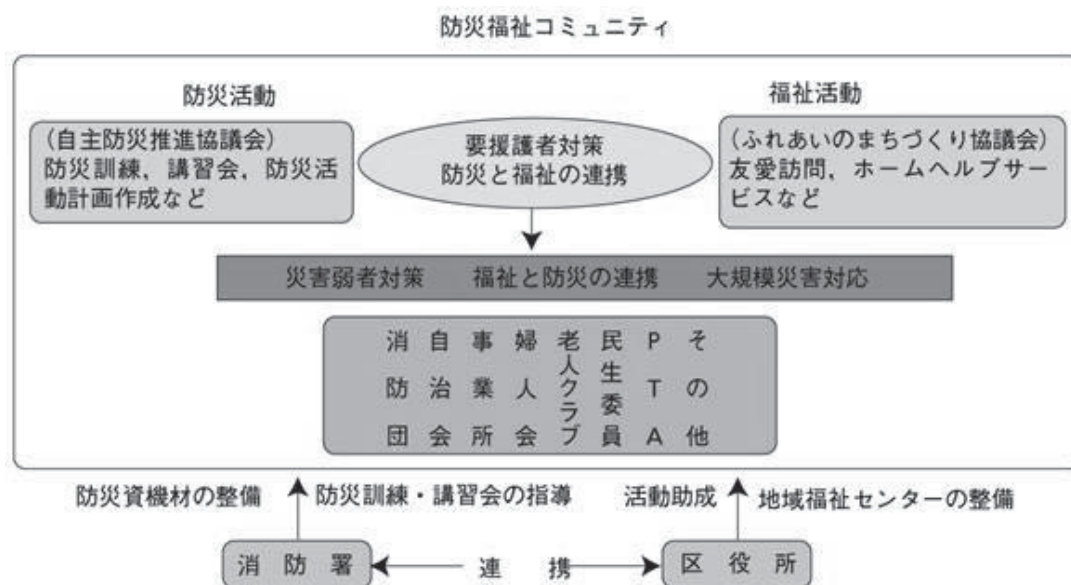 防災福祉コミュニティ
防災活動
(自主防災推進協議会)
防災訓練，講習会，防災活
動計画作成など
要援護者対策
防災と福祉の連携
福祉活動
(ふれあいのまちづくり協議会)
友愛訪問，ホームヘルプサー
ビスなど
災害弱者対策　福祉と防災の連携　大規模災害対応
消防団
自治会
事業所
婦人会
老人クラブ
民生委員
PTA
その他
防災資機材の整備
防災訓練・講習会の指導
活動助成
地域福祉センターの整備
消防署
連携
区役所